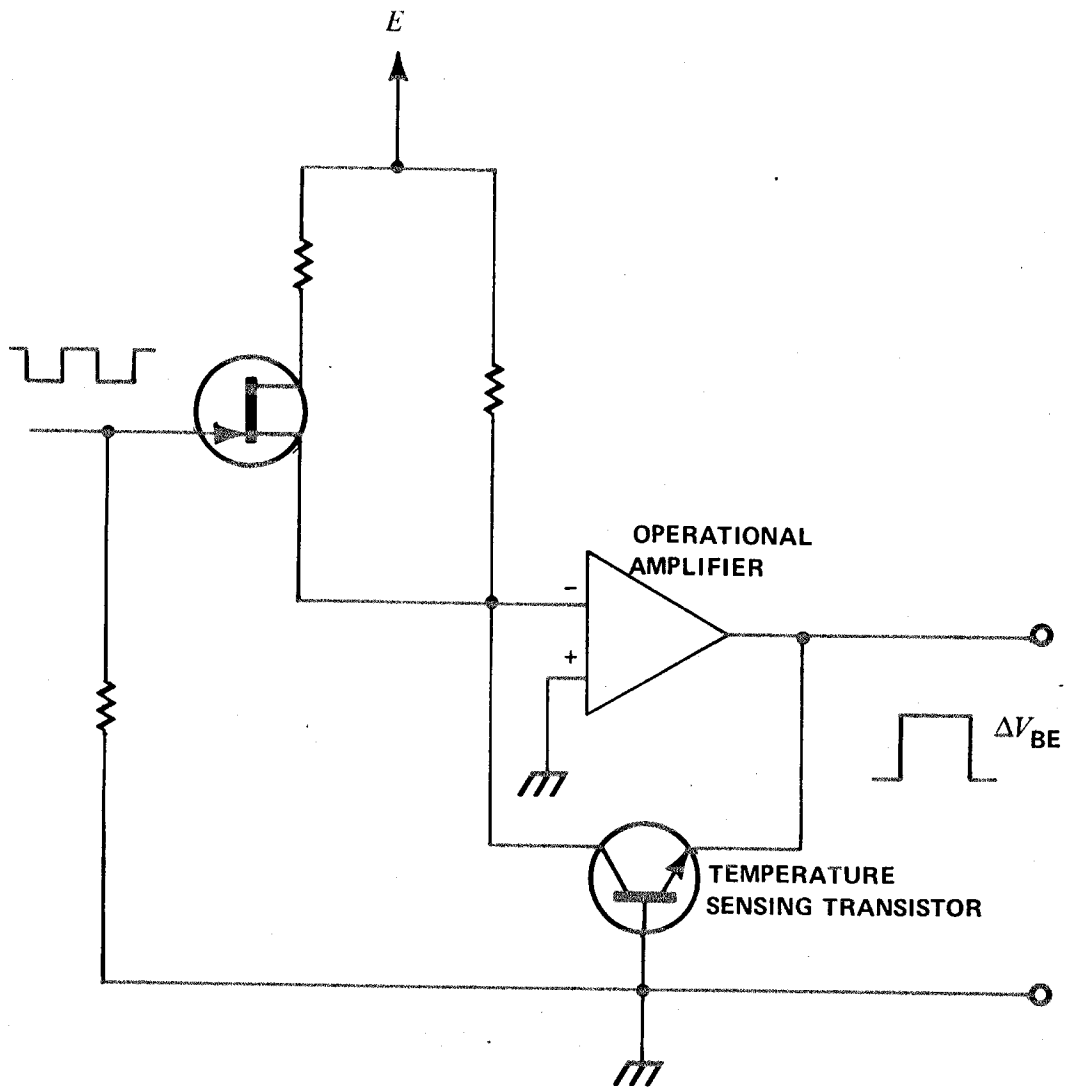 E
OPERATIONAL
AMPLIFIER
−
+
ΔVBE
TEMPERATURE
SENSING TRANSISTOR